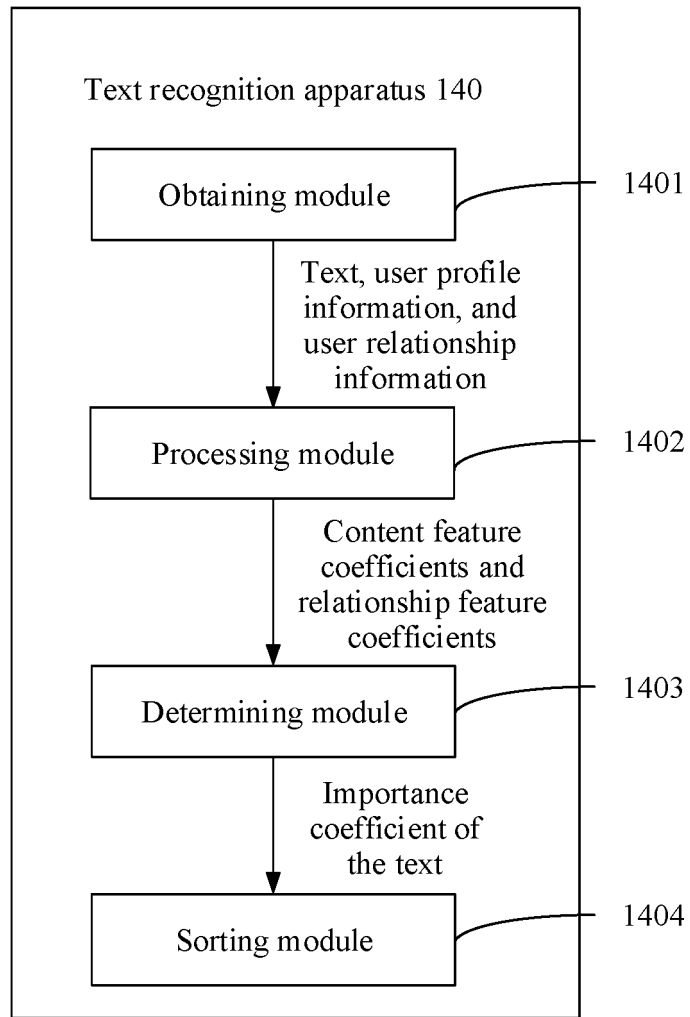 Text recognition apparatus 140
Obtaining module
1401
Text, user profile
information, and
user relationship
information
Processing module
1402
Content feature
coefficients and
relationship feature
coefficients
Determining module
1403
Importance
coefficient of
the text
Sorting module
1404